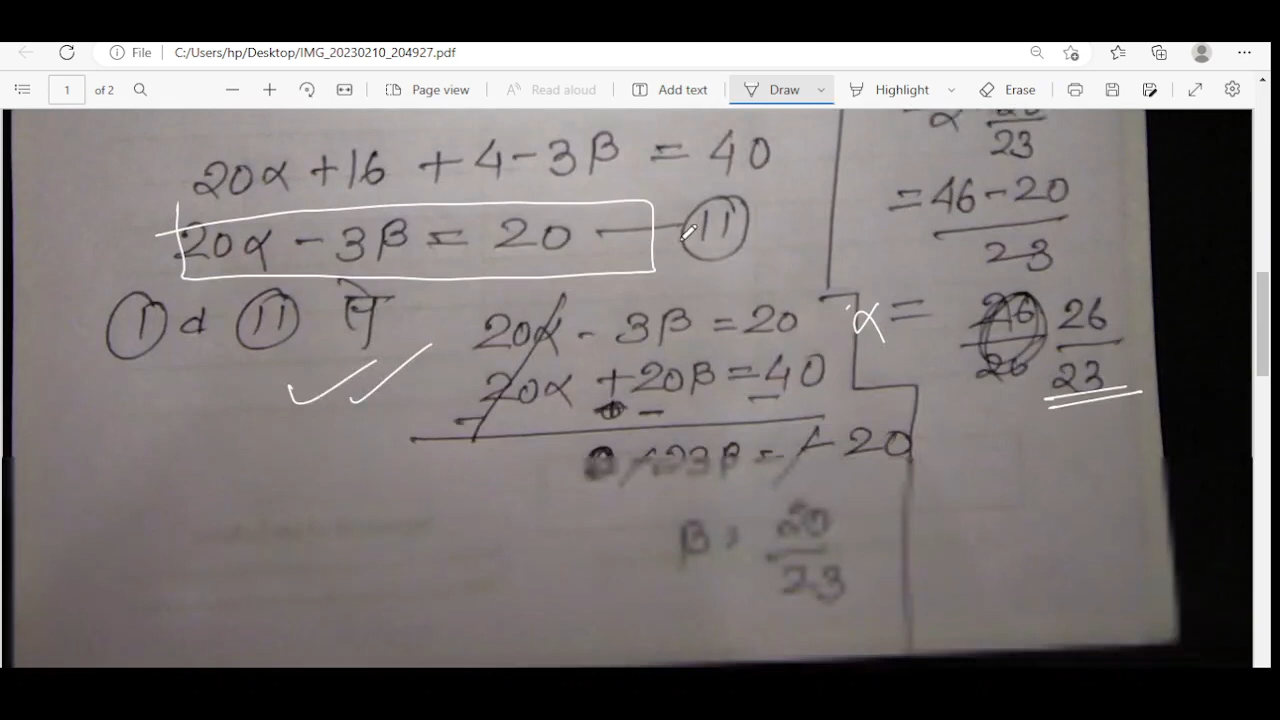 File C:/Users/hp/Desktop/IMG_20230210_204927.pdf
1 of 2 Page view Read aloud Add text Draw Highlight Erase
20α + 16 + 4 - 3β = 40
20α - 3β = 20 — II
I व II से
20α - 3β = 20
20α + 20β = 40
- - -
-23β = -20
β = 20/23
23
= 46 - 20
23
α = 26/23